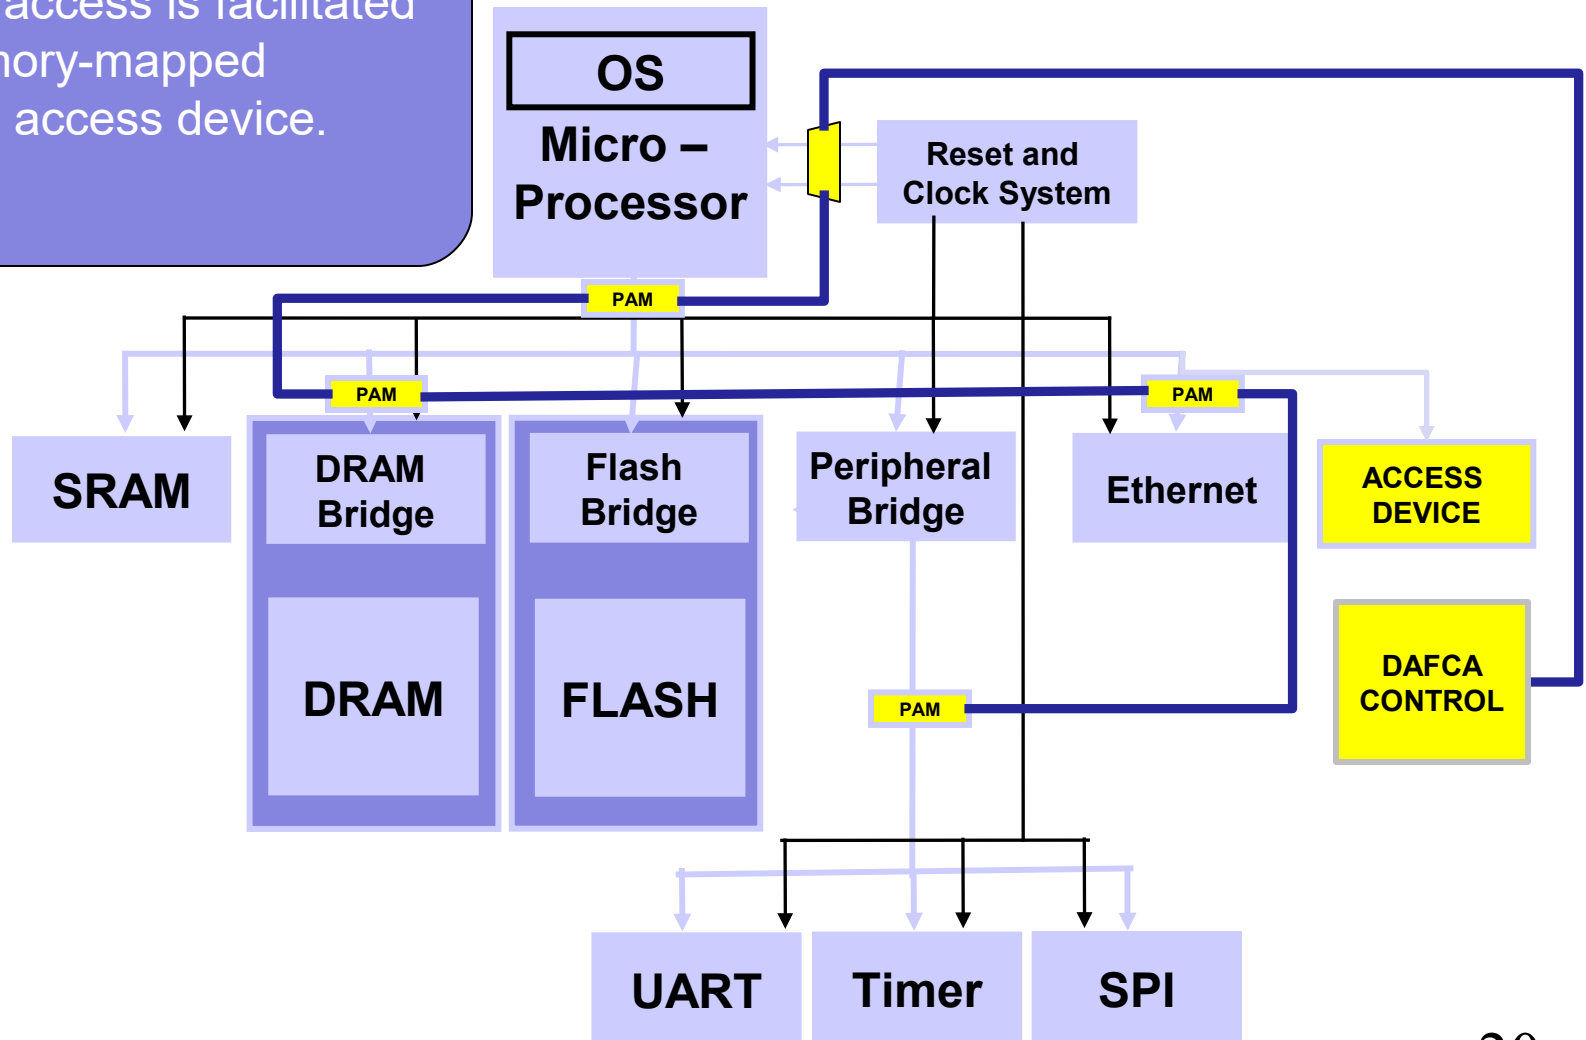 access is facilitated
mory-mapped
access device.
OS
Micro –
Processor
Reset and
Clock System
PAM
PAM
PAM
SRAM
DRAM
Bridge
Flash
Bridge
Peripheral
Bridge
Ethernet
ACCESS
DEVICE
DRAM
FLASH
PAM
DAFCA
CONTROL
UART
Timer
SPI